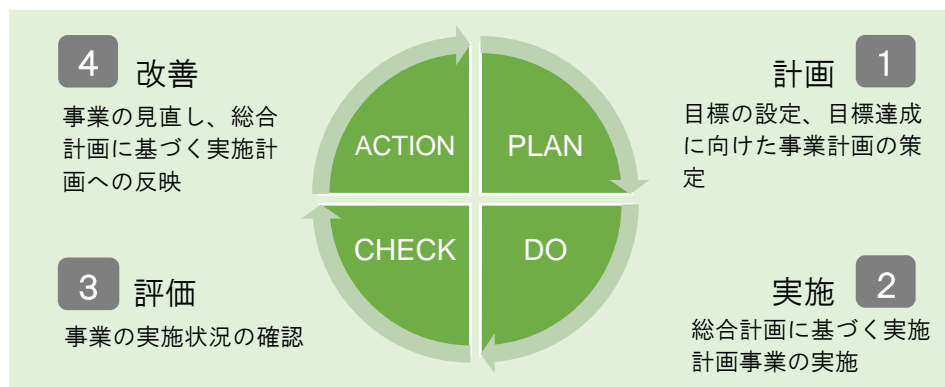 4 改善
事業の見直し、総合
計画に基づく実施計
画への反映
計画 1
目標の設定、目標達成
に向けた事業計画の策
定
ACTION
PLAN
CHECK
DO
3 評価
事業の実施状況の確認
実施 2
総合計画に基づく実施
計画事業の実施